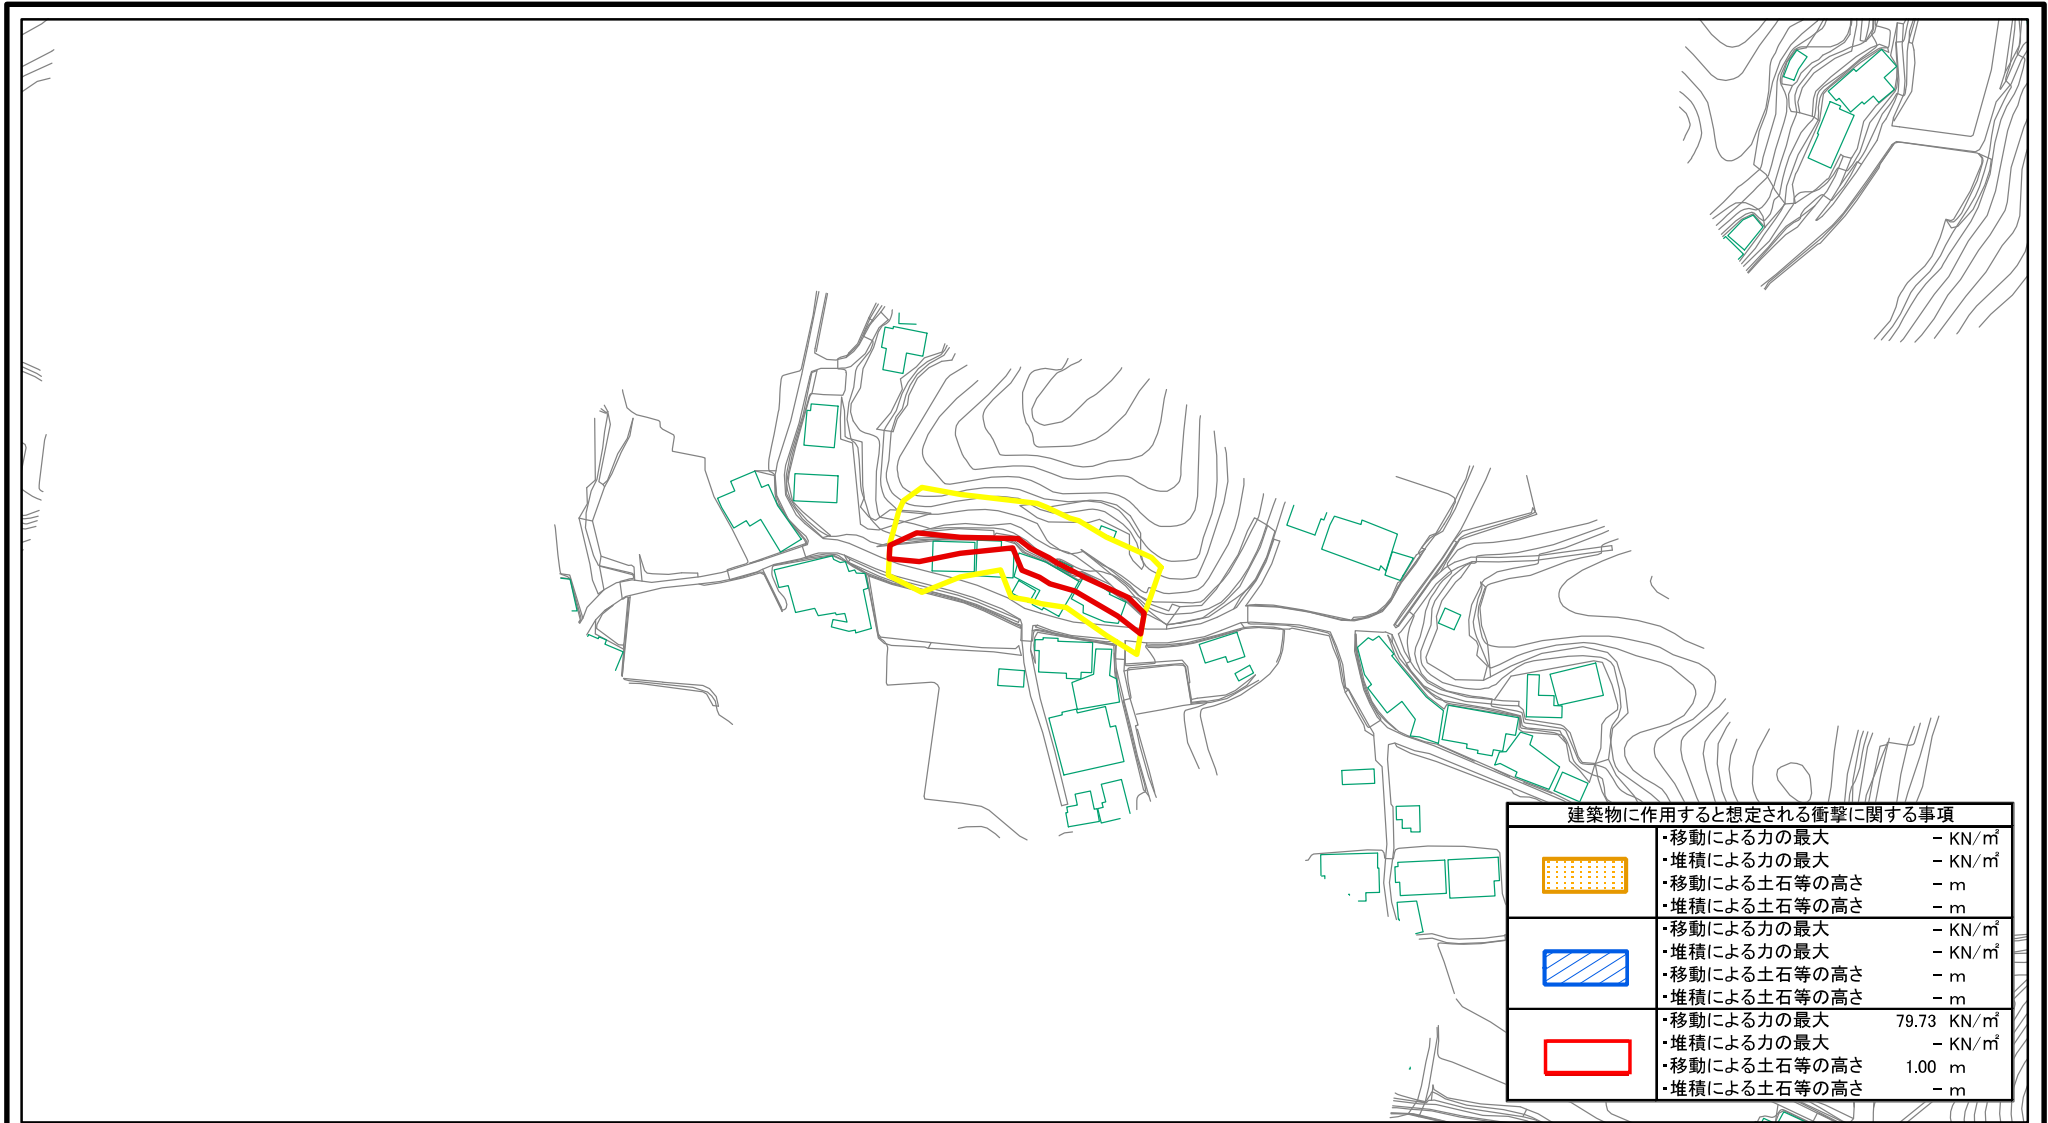 建築物に作用すると想定される衝撃に関する事項
・移動による力の最大 - KN/㎡
・堆積による力の最大 - KN/㎡
・移動による土石等の高さ - m
・堆積による土石等の高さ - m
・移動による力の最大 - KN/㎡
・堆積による力の最大 - KN/㎡
・移動による土石等の高さ - m
・堆積による土石等の高さ - m
・移動による力の最大 79.73 KN/㎡
・堆積による力の最大 - KN/㎡
・移動による土石等の高さ 1.00 m
・堆積による土石等の高さ - m